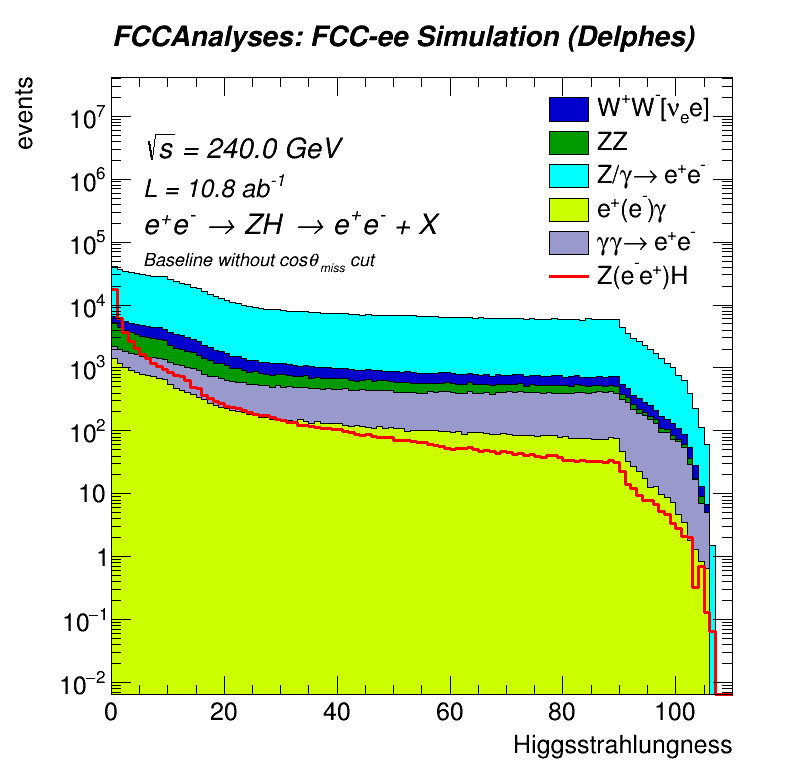 FCCAnalyses: FCC-ee Simulation (Delphes)
events
10⁷
10⁶
10⁵
10⁴
10³
10²
10
1
10⁻¹
10⁻²
√s = 240.0 GeV
L = 10.8 ab⁻¹
e⁺e⁻ → ZH → e⁺e⁻ + X
Baseline without cosθ_miss cut
W⁺W⁻[νₑe]
ZZ
Z/γ→ e⁺e⁻
e⁺(e⁻)γ
γγ→ e⁺e⁻
Z(e⁻e⁺)H
0 20 40 60 80 100
Higgsstrahlungness